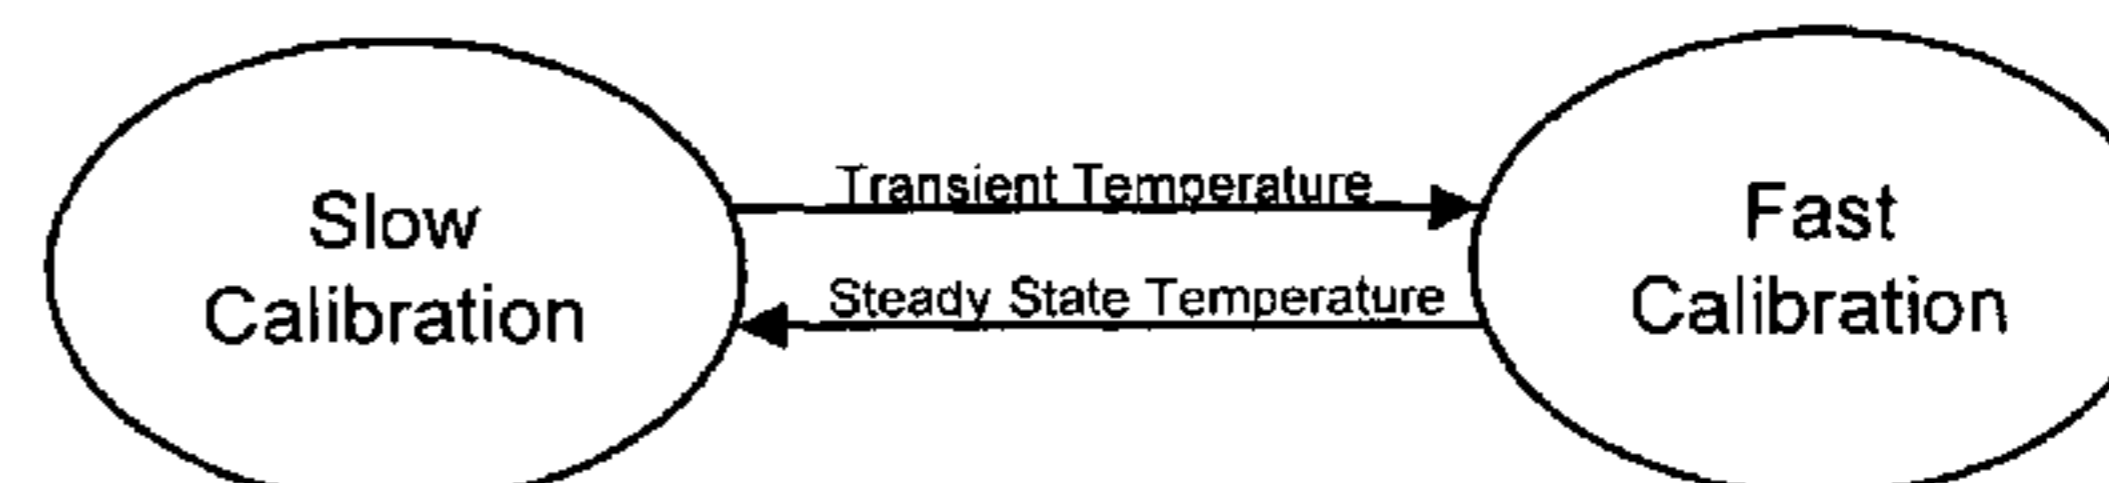 Slow
Calibration
Transient Temperature
Steady State Temperature
Fast
Calibration